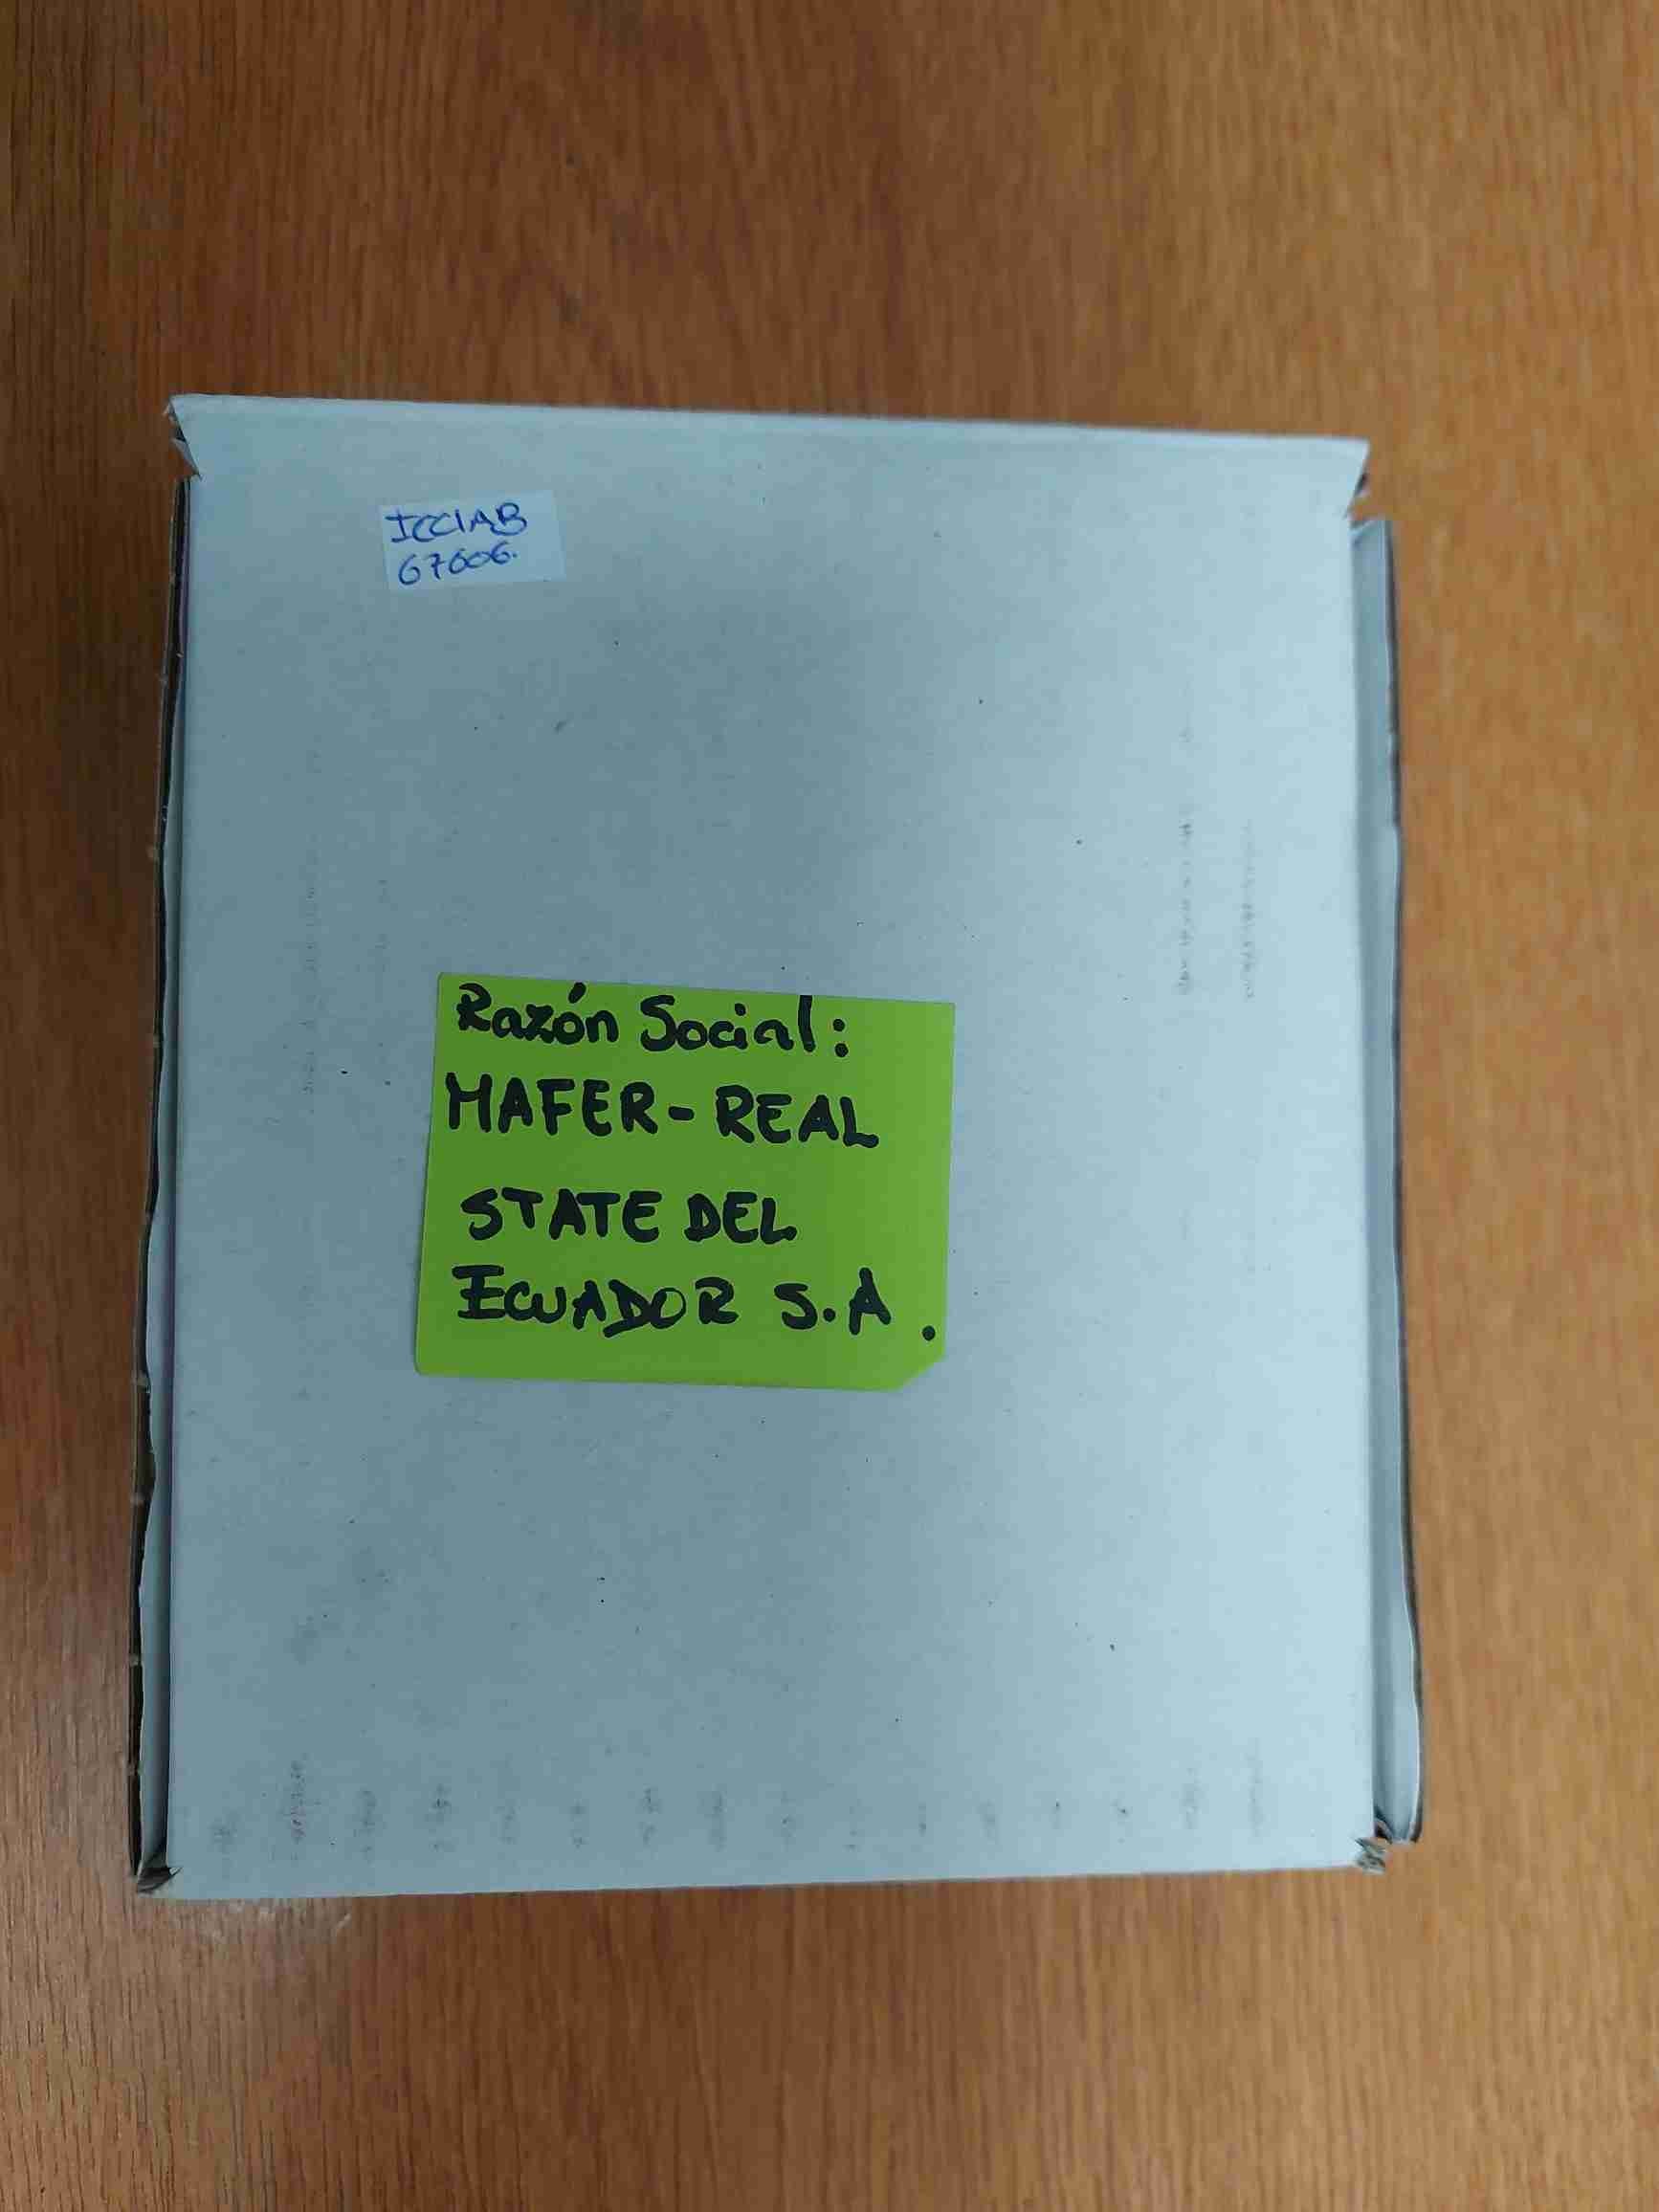 ICCIAB
67606.
Razón Social:
MAFER-REAL
STATE DEL
ECUADOR S.A.